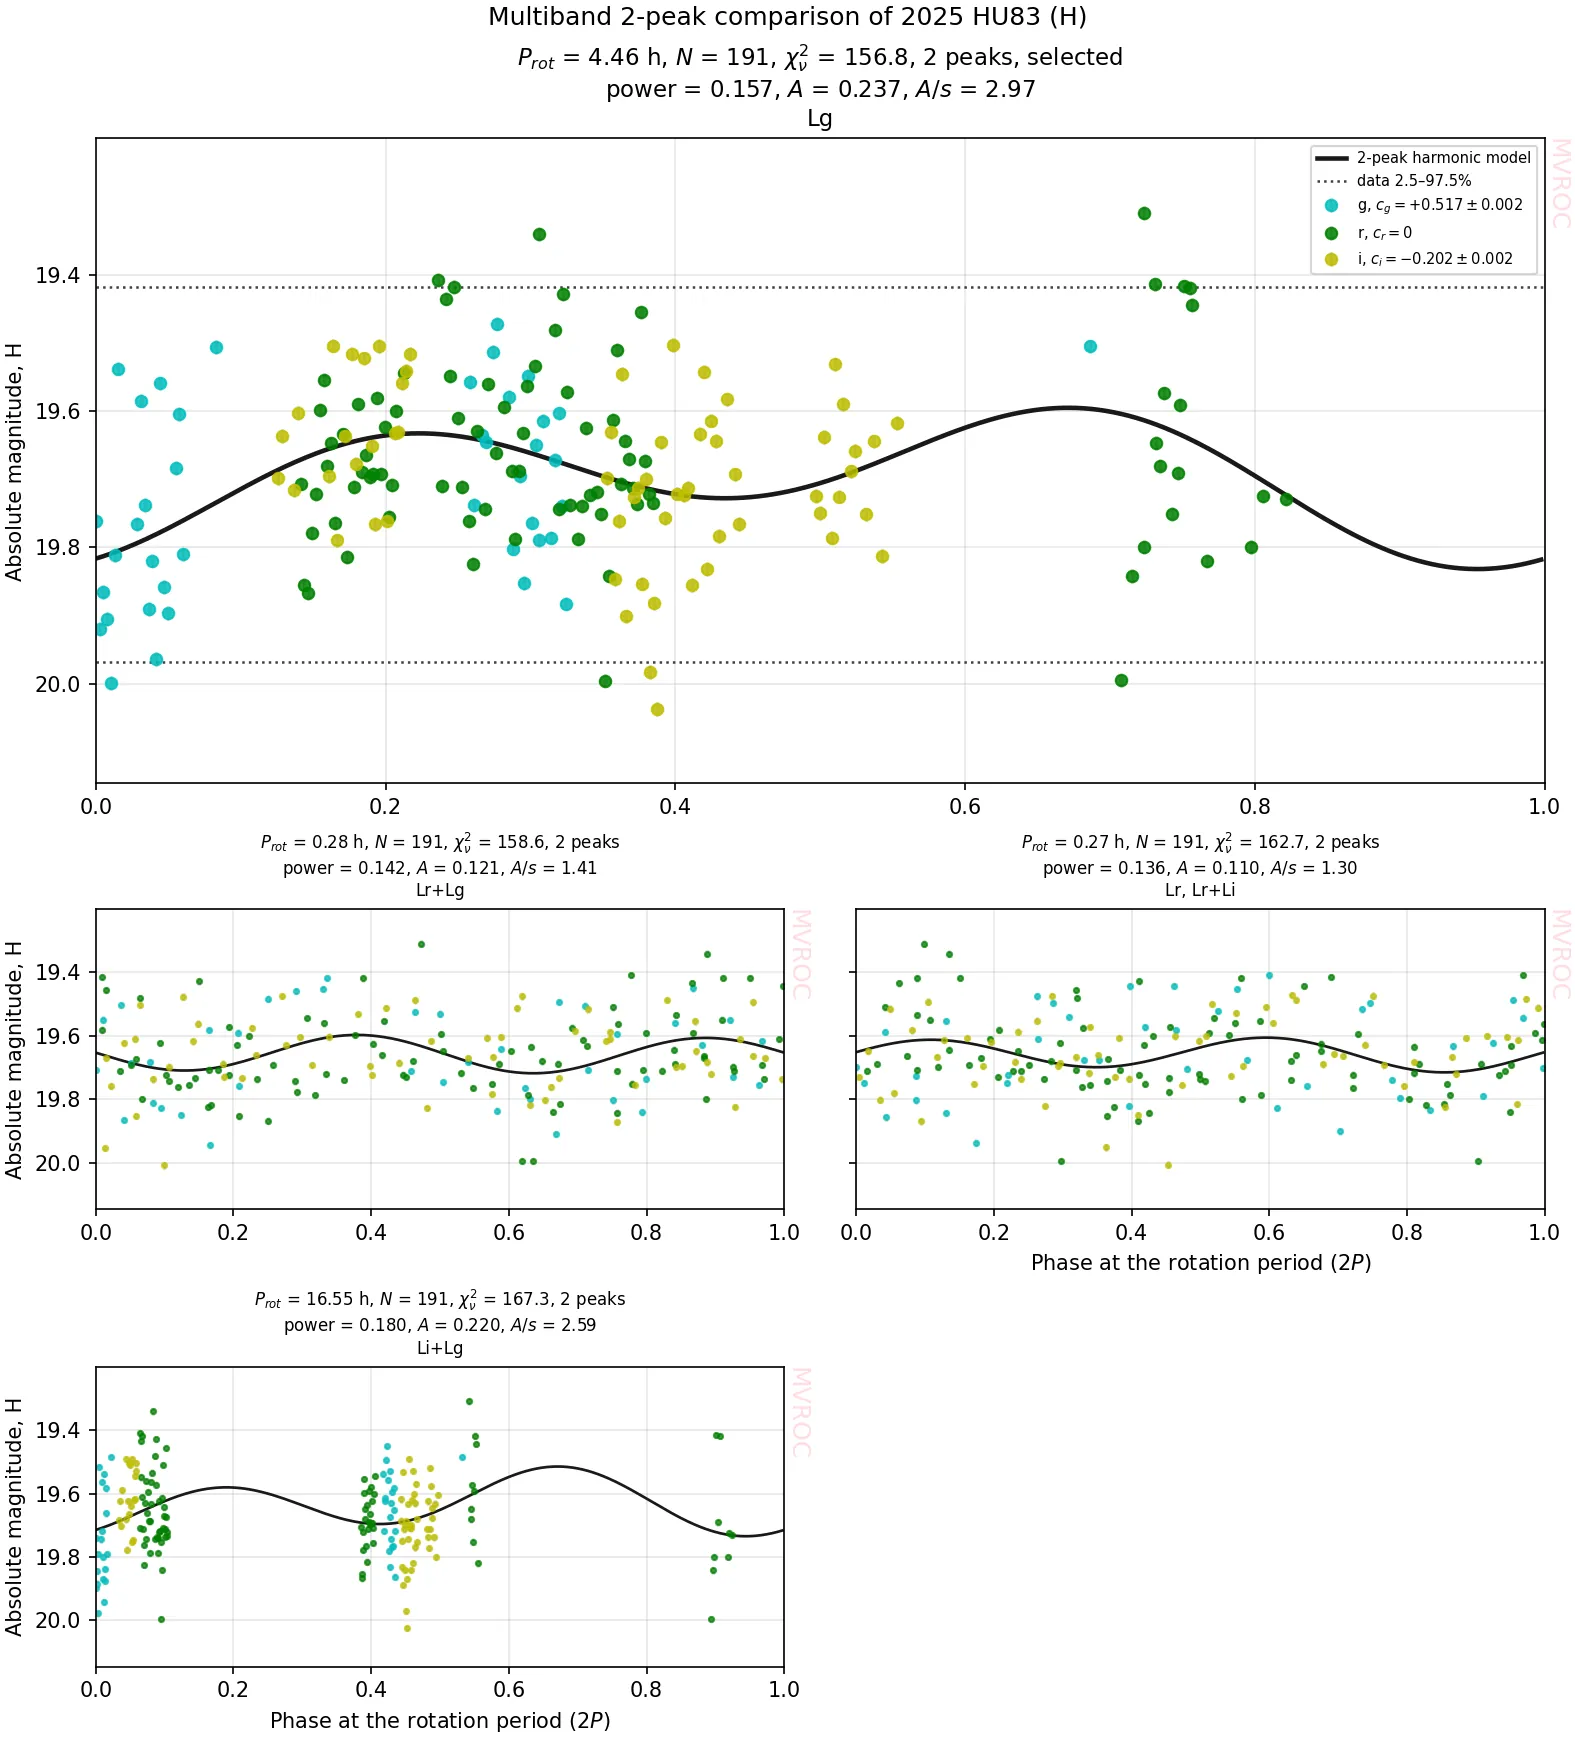 Multiband 2-peak comparison of 2025 HU83 (H)
P_rot = 4.46 h, N = 191, χ²_ν = 156.8, 2 peaks, selected
power = 0.157, A = 0.237, A/s = 2.97
Lg
2-peak harmonic model
data 2.5–97.5%
g, c_g = +0.517 ± 0.002
r, c_r = 0
i, c_i = −0.202 ± 0.002
MVROC
Absolute magnitude, H
19.4
19.6
19.8
20.0
0.0 0.2 0.4 0.6 0.8 1.0
P_rot = 0.28 h, N = 191, χ²_ν = 158.6, 2 peaks
power = 0.142, A = 0.121, A/s = 1.41
Lr+Lg
MVROC
Absolute magnitude, H
19.4
19.6
19.8
20.0
0.0 0.2 0.4 0.6 0.8 1.0
P_rot = 0.27 h, N = 191, χ²_ν = 162.7, 2 peaks
power = 0.136, A = 0.110, A/s = 1.30
Lr, Lr+Li
MVROC
0.0 0.2 0.4 0.6 0.8 1.0
Phase at the rotation period (2P)
P_rot = 16.55 h, N = 191, χ²_ν = 167.3, 2 peaks
power = 0.180, A = 0.220, A/s = 2.59
Li+Lg
MVROC
Absolute magnitude, H
19.4
19.6
19.8
20.0
0.0 0.2 0.4 0.6 0.8 1.0
Phase at the rotation period (2P)